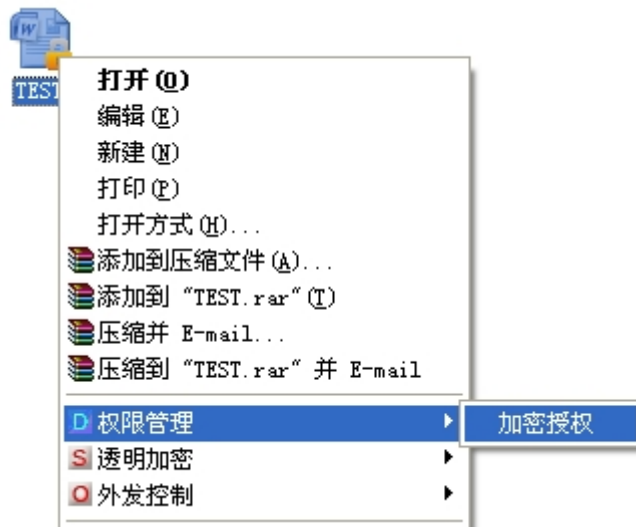 TEST
打开(O)
编辑(E)
新建(N)
打印(P)
打开方式(H)...
添加到压缩文件(A)...
添加到 "TEST.rar"(T)
压缩并 E-mail...
压缩到 "TEST.rar" 并 E-mail
D 权限管理 加密授权
S 透明加密
O 外发控制